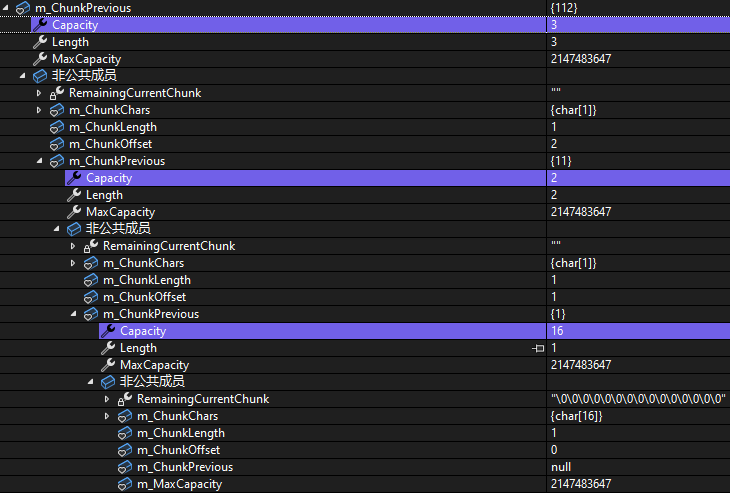 m_ChunkPrevious {112}
Capacity 3
Length 3
MaxCapacity 2147483647
非公共成员
RemainingCurrentChunk ""
m_ChunkChars {char[1]}
m_ChunkLength 1
m_ChunkOffset 2
m_ChunkPrevious {11}
Capacity 2
Length 2
MaxCapacity 2147483647
非公共成员
RemainingCurrentChunk ""
m_ChunkChars {char[1]}
m_ChunkLength 1
m_ChunkOffset 1
m_ChunkPrevious {1}
Capacity 16
Length 1
MaxCapacity 2147483647
非公共成员
RemainingCurrentChunk "\0\0\0\0\0\0\0\0\0\0\0\0\0\0\0"
m_ChunkChars {char[16]}
m_ChunkLength 1
m_ChunkOffset 0
m_ChunkPrevious null
m_MaxCapacity 2147483647